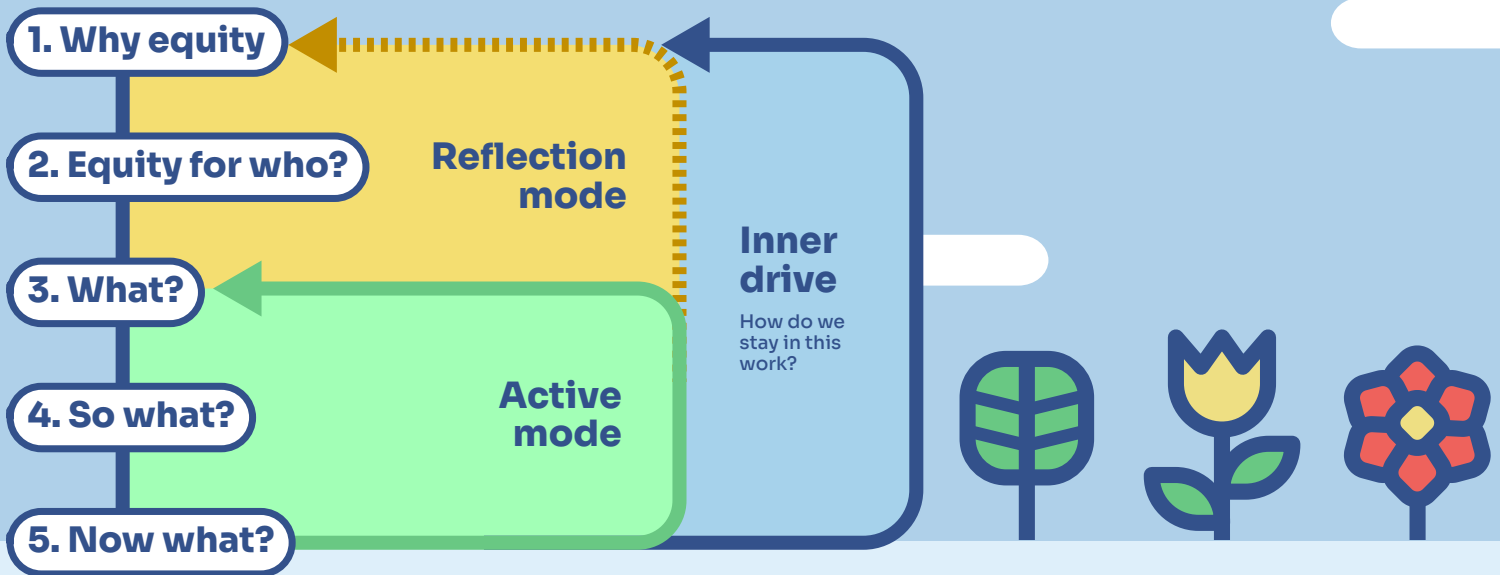 1. Why equity
2. Equity for who?
Reflection
mode
Inner
drive
How do we
stay in this
work?
3. What?
Active
mode
4. So what?
5. Now what?